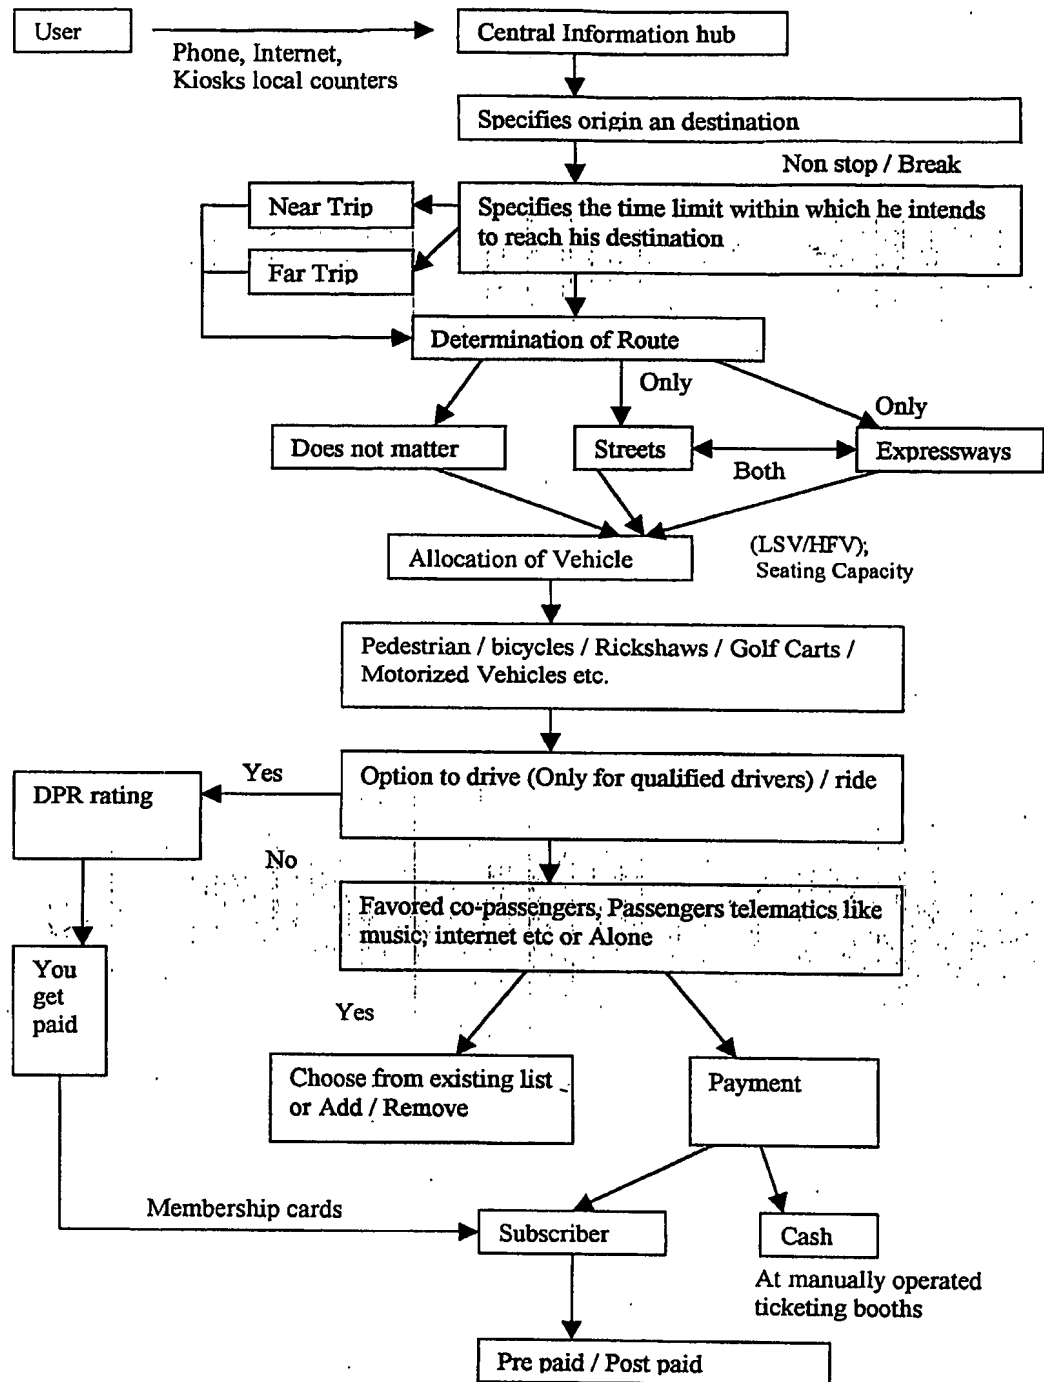 User
Central Information hub
Phone, Internet,
Kiosks local counters
Specifies origin an destination
Non stop / Break
Near Trip
Specifies the time limit within which he intends
to reach his destination
Far Trip
Determination of Route
Only
Only
Does not matter
Streets
Both
Expressways
Allocation of Vehicle
(LSV/HFV);
Seating Capacity
Pedestrian / bicycles / Rickshaws / Golf Carts /
Motorized Vehicles etc.
Yes
Option to drive (Only for qualified drivers) / ride
DPR rating
No
Favored co-passengers, Passengers telematics like
music, internet etc or Alone
You
get
paid
Yes
Choose from existing list
or Add / Remove
Payment
Membership cards
Subscriber
Cash
At manually operated
ticketing booths
Pre paid / Post paid